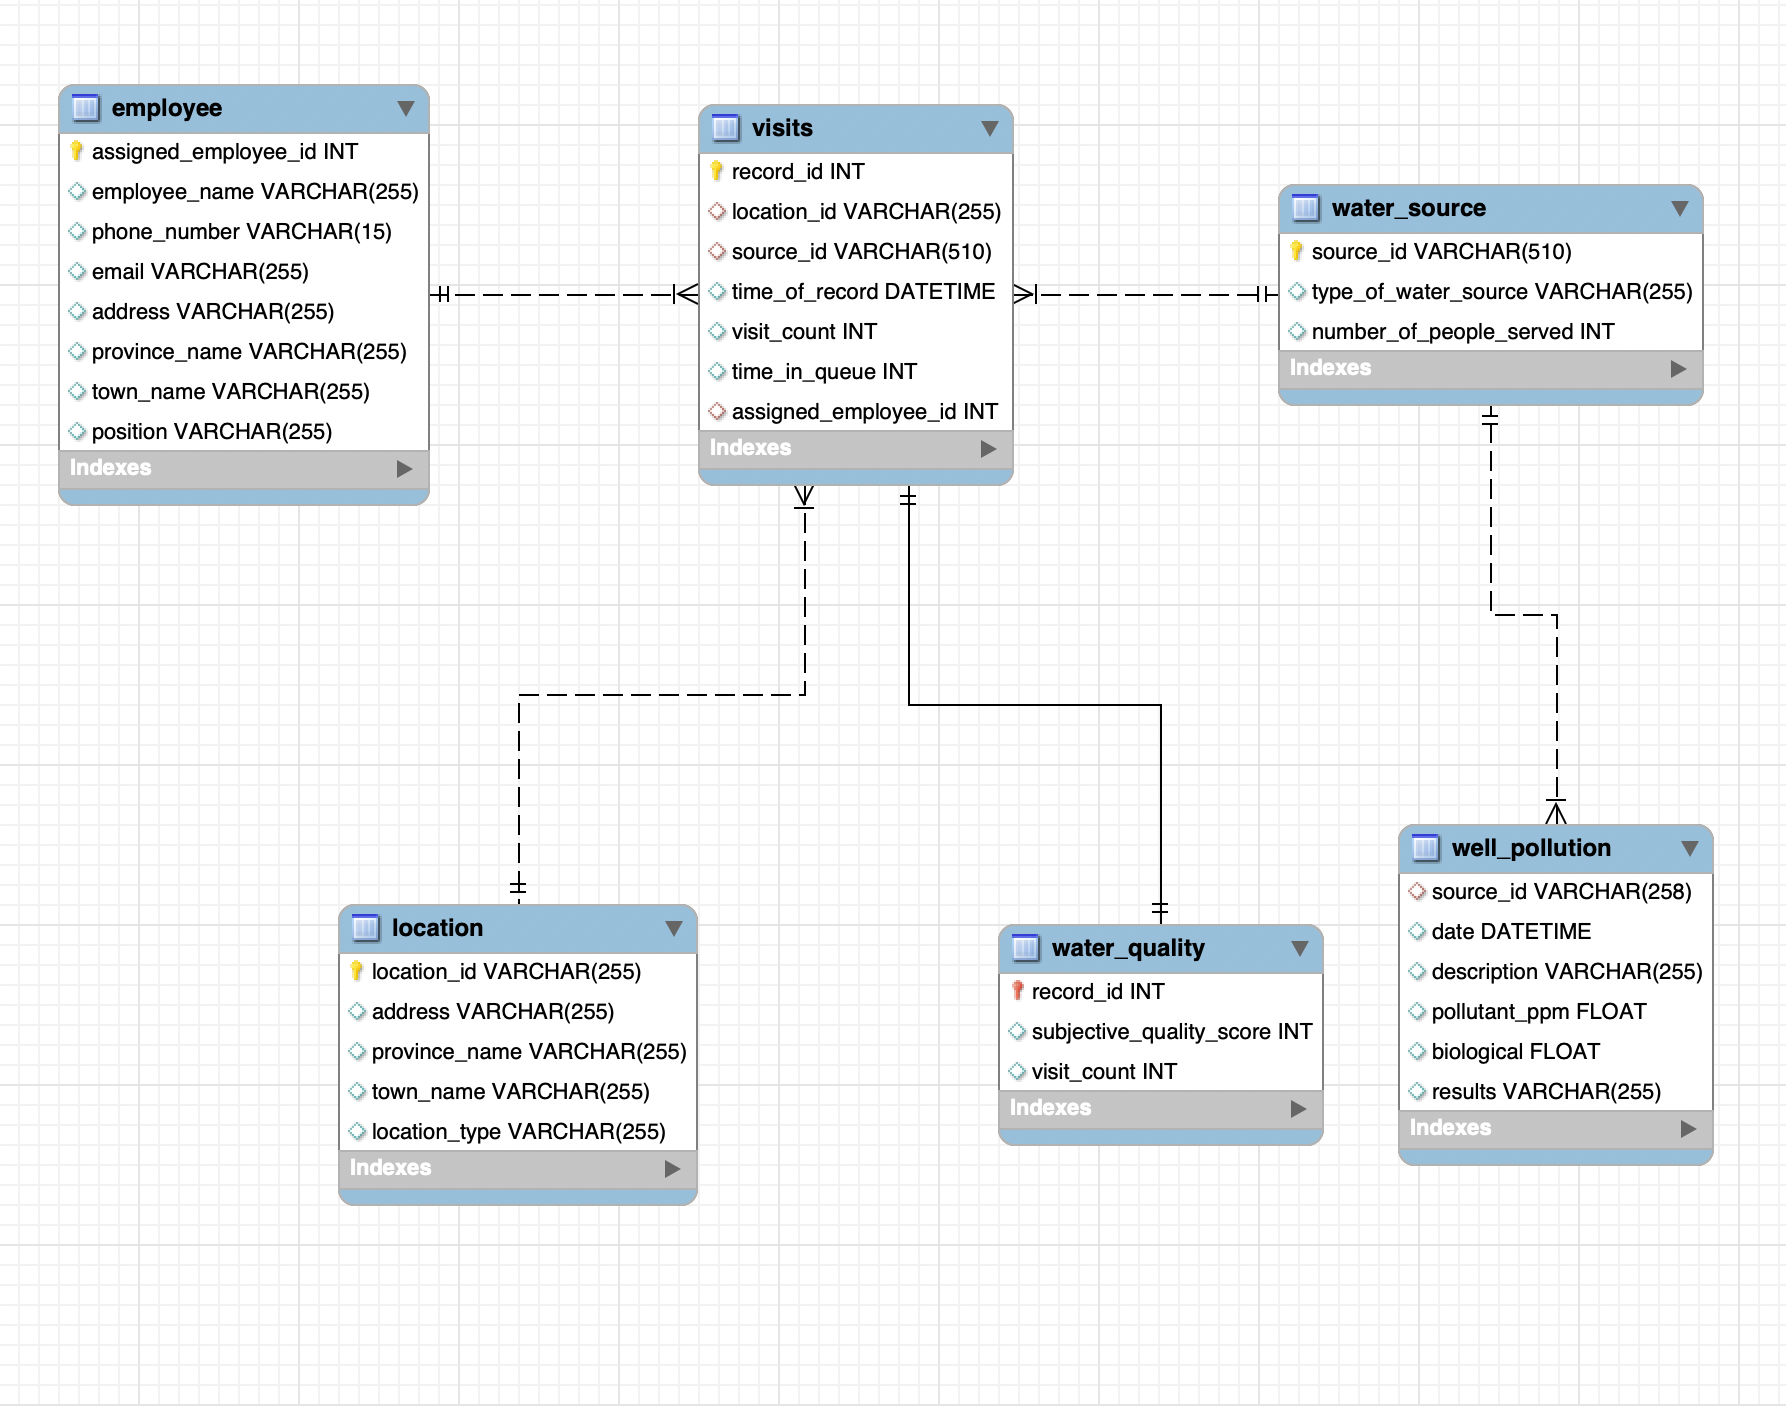 employee
assigned_employee_id INT
employee_name VARCHAR(255)
phone_number VARCHAR(15)
email VARCHAR(255)
address VARCHAR(255)
province_name VARCHAR(255)
town_name VARCHAR(255)
position VARCHAR(255)
Indexes
visits
record_id INT
location_id VARCHAR(255)
source_id VARCHAR(510)
time_of_record DATETIME
visit_count INT
time_in_queue INT
assigned_employee_id INT
Indexes
water_source
source_id VARCHAR(510)
type_of_water_source VARCHAR(255)
number_of_people_served INT
Indexes
location
location_id VARCHAR(255)
address VARCHAR(255)
province_name VARCHAR(255)
town_name VARCHAR(255)
location_type VARCHAR(255)
Indexes
water_quality
record_id INT
subjective_quality_score INT
visit_count INT
Indexes
well_pollution
source_id VARCHAR(258)
date DATETIME
description VARCHAR(255)
pollutant_ppm FLOAT
biological FLOAT
results VARCHAR(255)
Indexes